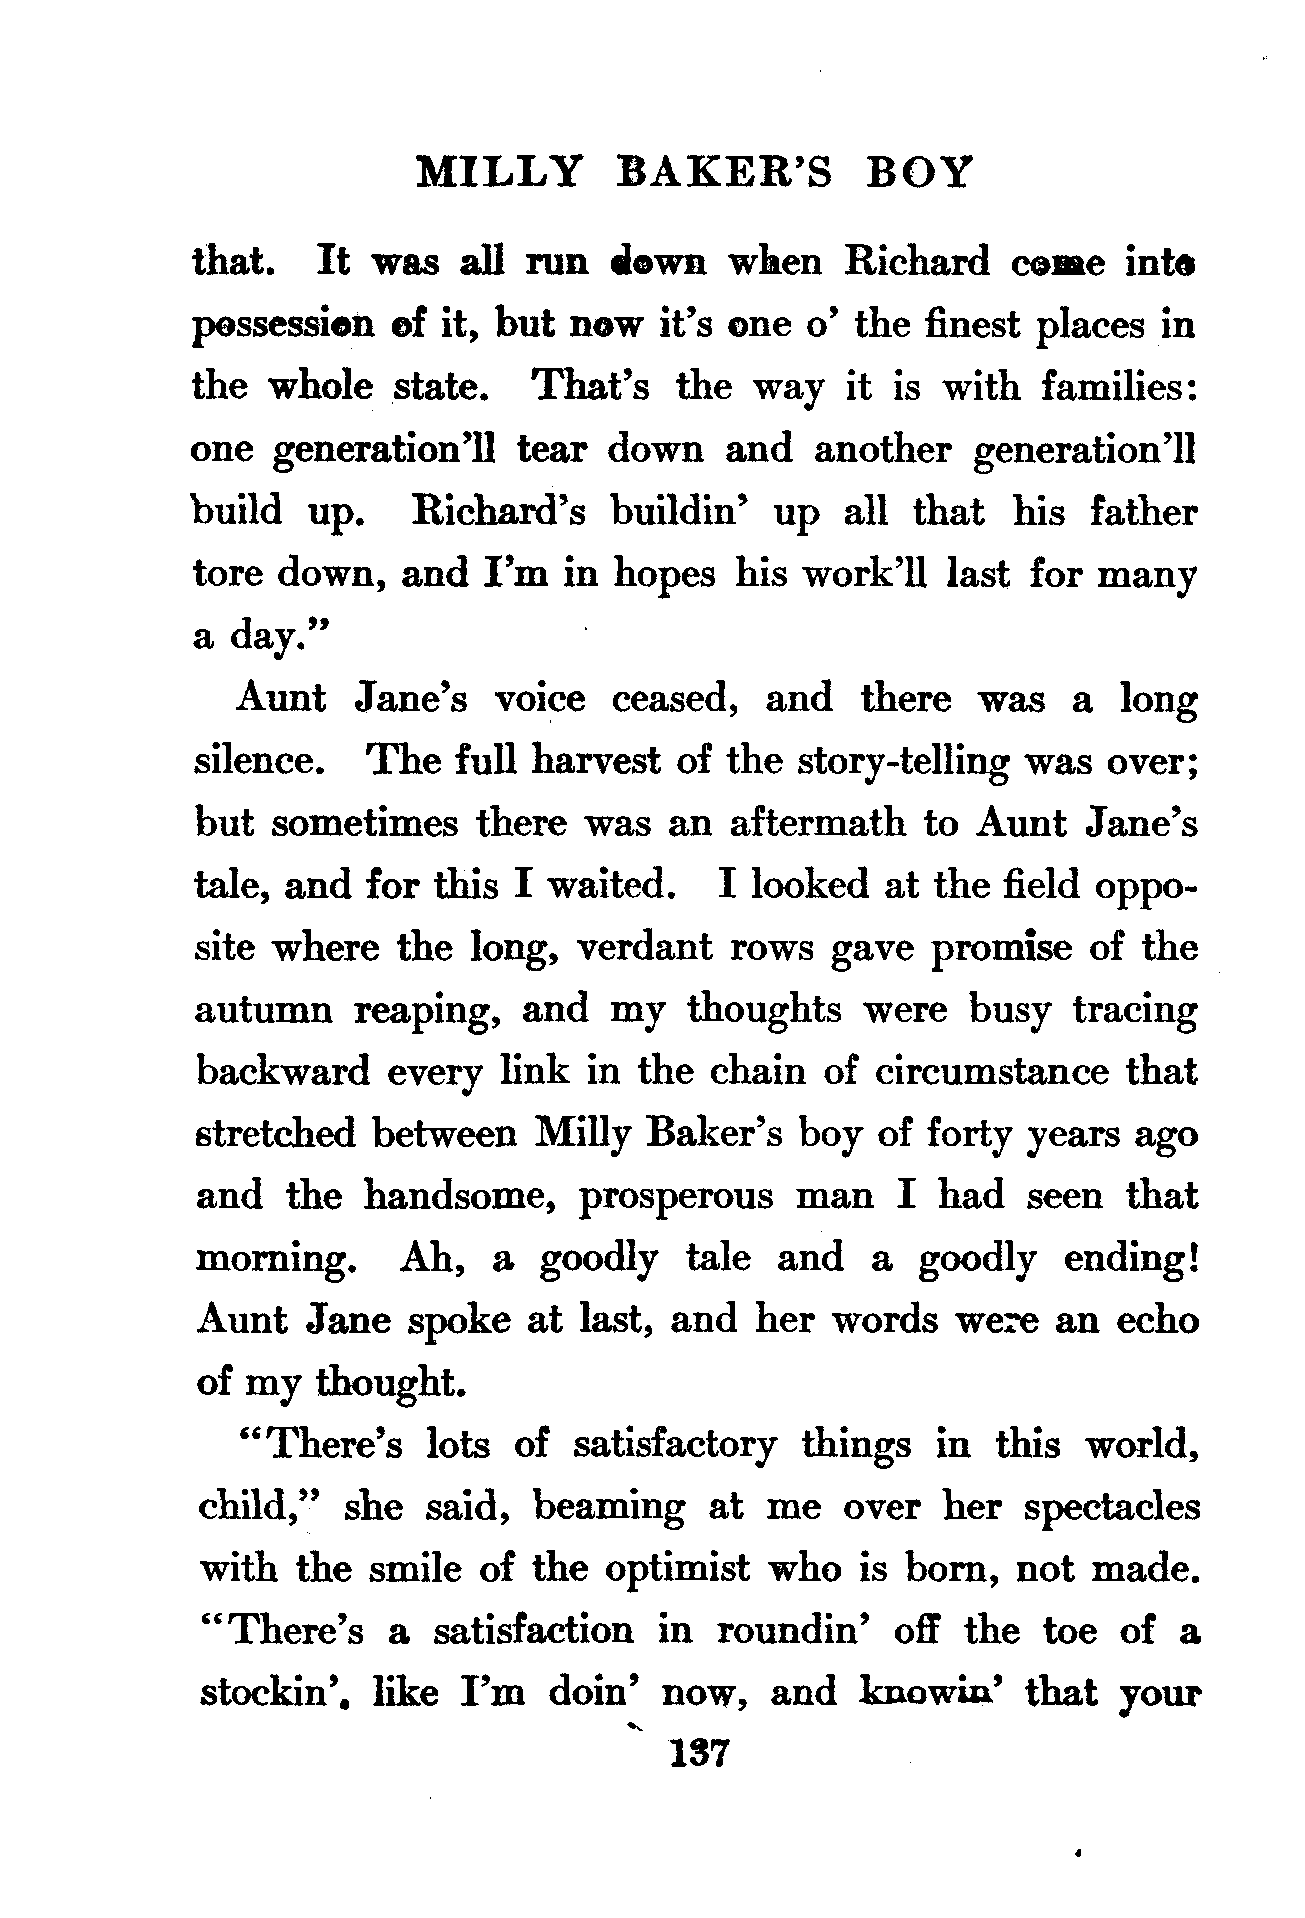 MILLY BAKER'S BOY
that. It was all run down when Richard come into
possession of it, but now it's one o' the finest places in
the whole state. That's the way it is with families:
one generation'll tear down and another generation'll
build up. Richard's buildin' up all that his father
tore down, and I'm in hopes his work'll last for many
a day."
Aunt Jane's voice ceased, and there was a long
silence. The full harvest of the story-telling was over;
but sometimes there was an aftermath to Aunt Jane's
tale, and for this I waited. I looked at the field oppo-
site where the long, verdant rows gave promise of the
autumn reaping, and my thoughts were busy tracing
backward every link in the chain of circumstance that
stretched between Milly Baker's boy of forty years ago
and the handsome, prosperous man I had seen that
morning. Ah, a goodly tale and a goodly ending!
Aunt Jane spoke at last, and her words were an echo
of my thought.
"There's lots of satisfactory things in this world,
child," she said, beaming at me over her spectacles
with the smile of the optimist who is born, not made.
"There's a satisfaction in roundin' off the toe of a
stockin', like I'm doin' now, and knowin' that your
137